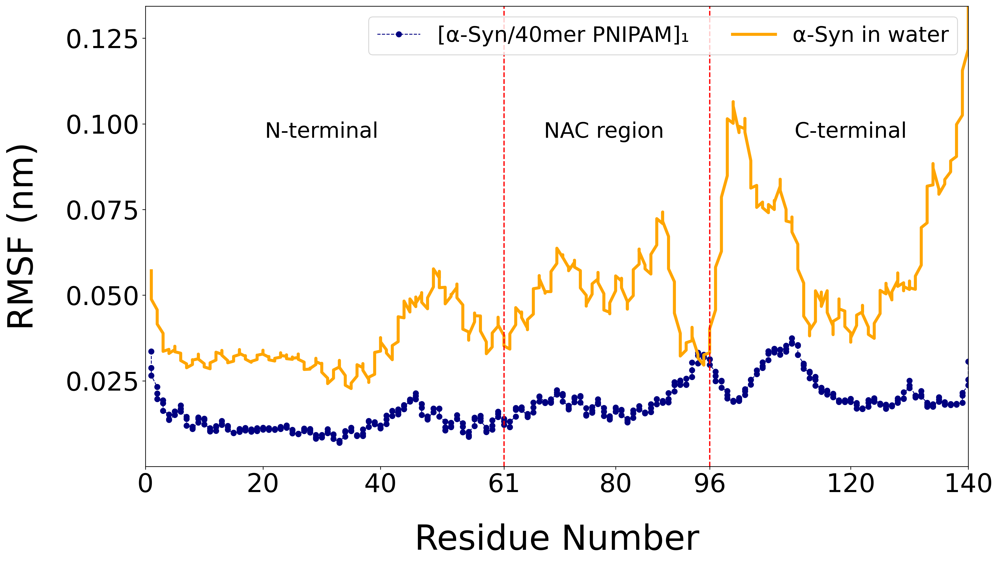 [α-Syn/40mer PNIPAM]₁ α-Syn in water
0.125
0.100
0.075
0.050
0.025
RMSF (nm)
N-terminal NAC region C-terminal
0 20 40 61 80 96 120 140
Residue Number